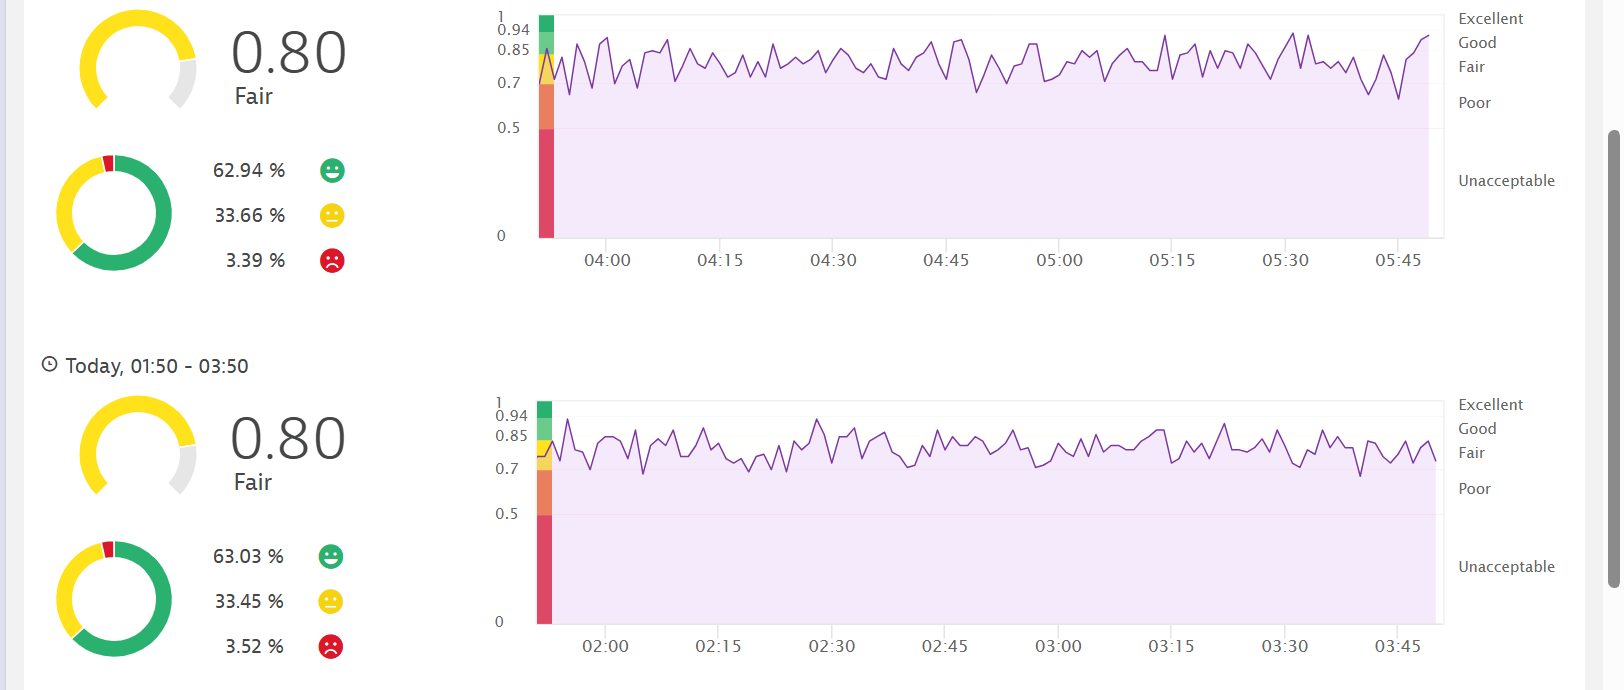 0.80
Fair
62.94 %
33.66 %
3.39 %
1
0.94
0.85
0.7
0.5
0
04:00 04:15 04:30 04:45 05:00 05:15 05:30 05:45
Excellent
Good
Fair
Poor
Unacceptable
Today, 01:50 - 03:50
0.80
Fair
63.03 %
33.45 %
3.52 %
1
0.94
0.85
0.7
0.5
0
02:00 02:15 02:30 02:45 03:00 03:15 03:30 03:45
Excellent
Good
Fair
Poor
Unacceptable